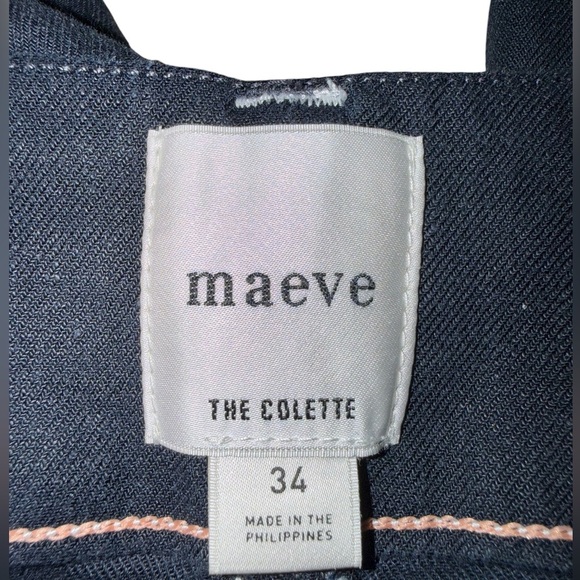 maeve
THE COLETTE
34
MADE IN THE
PHILIPPINES